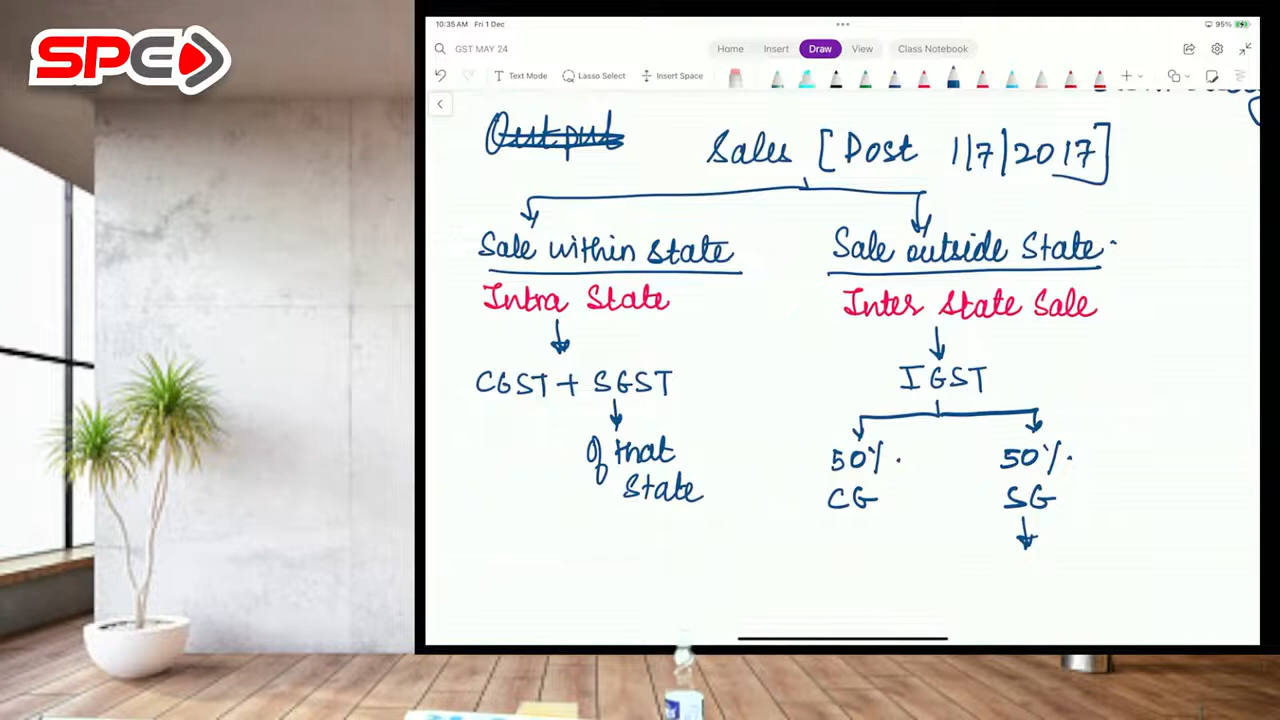 SPE
10:35 AM Fri 1 Dec
95%
GST MAY 24
Home Insert Draw View Class Notebook
Text Mode Lasso Select Insert Space
Output
Sales [Post 1/7/2017]
Sale within state
Sale outside State.
Intra State
Inter State Sale
CGST + SGST
IGST
Of that
State
50%. 50%.
CG SG